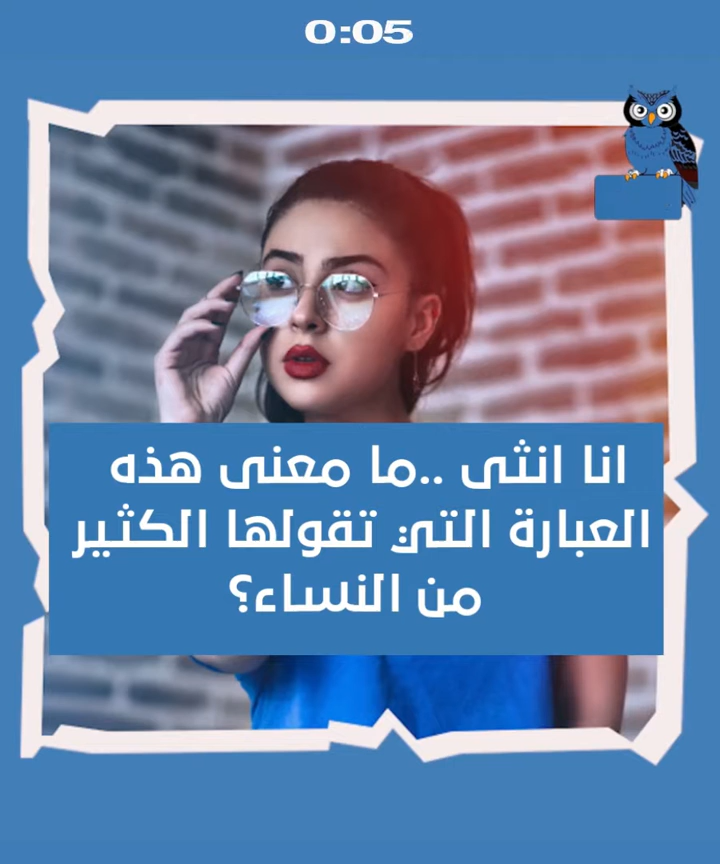 0:05
انا انثى ..ما معنى هذه
العبارة التي تقولها الكثير
من النساء؟